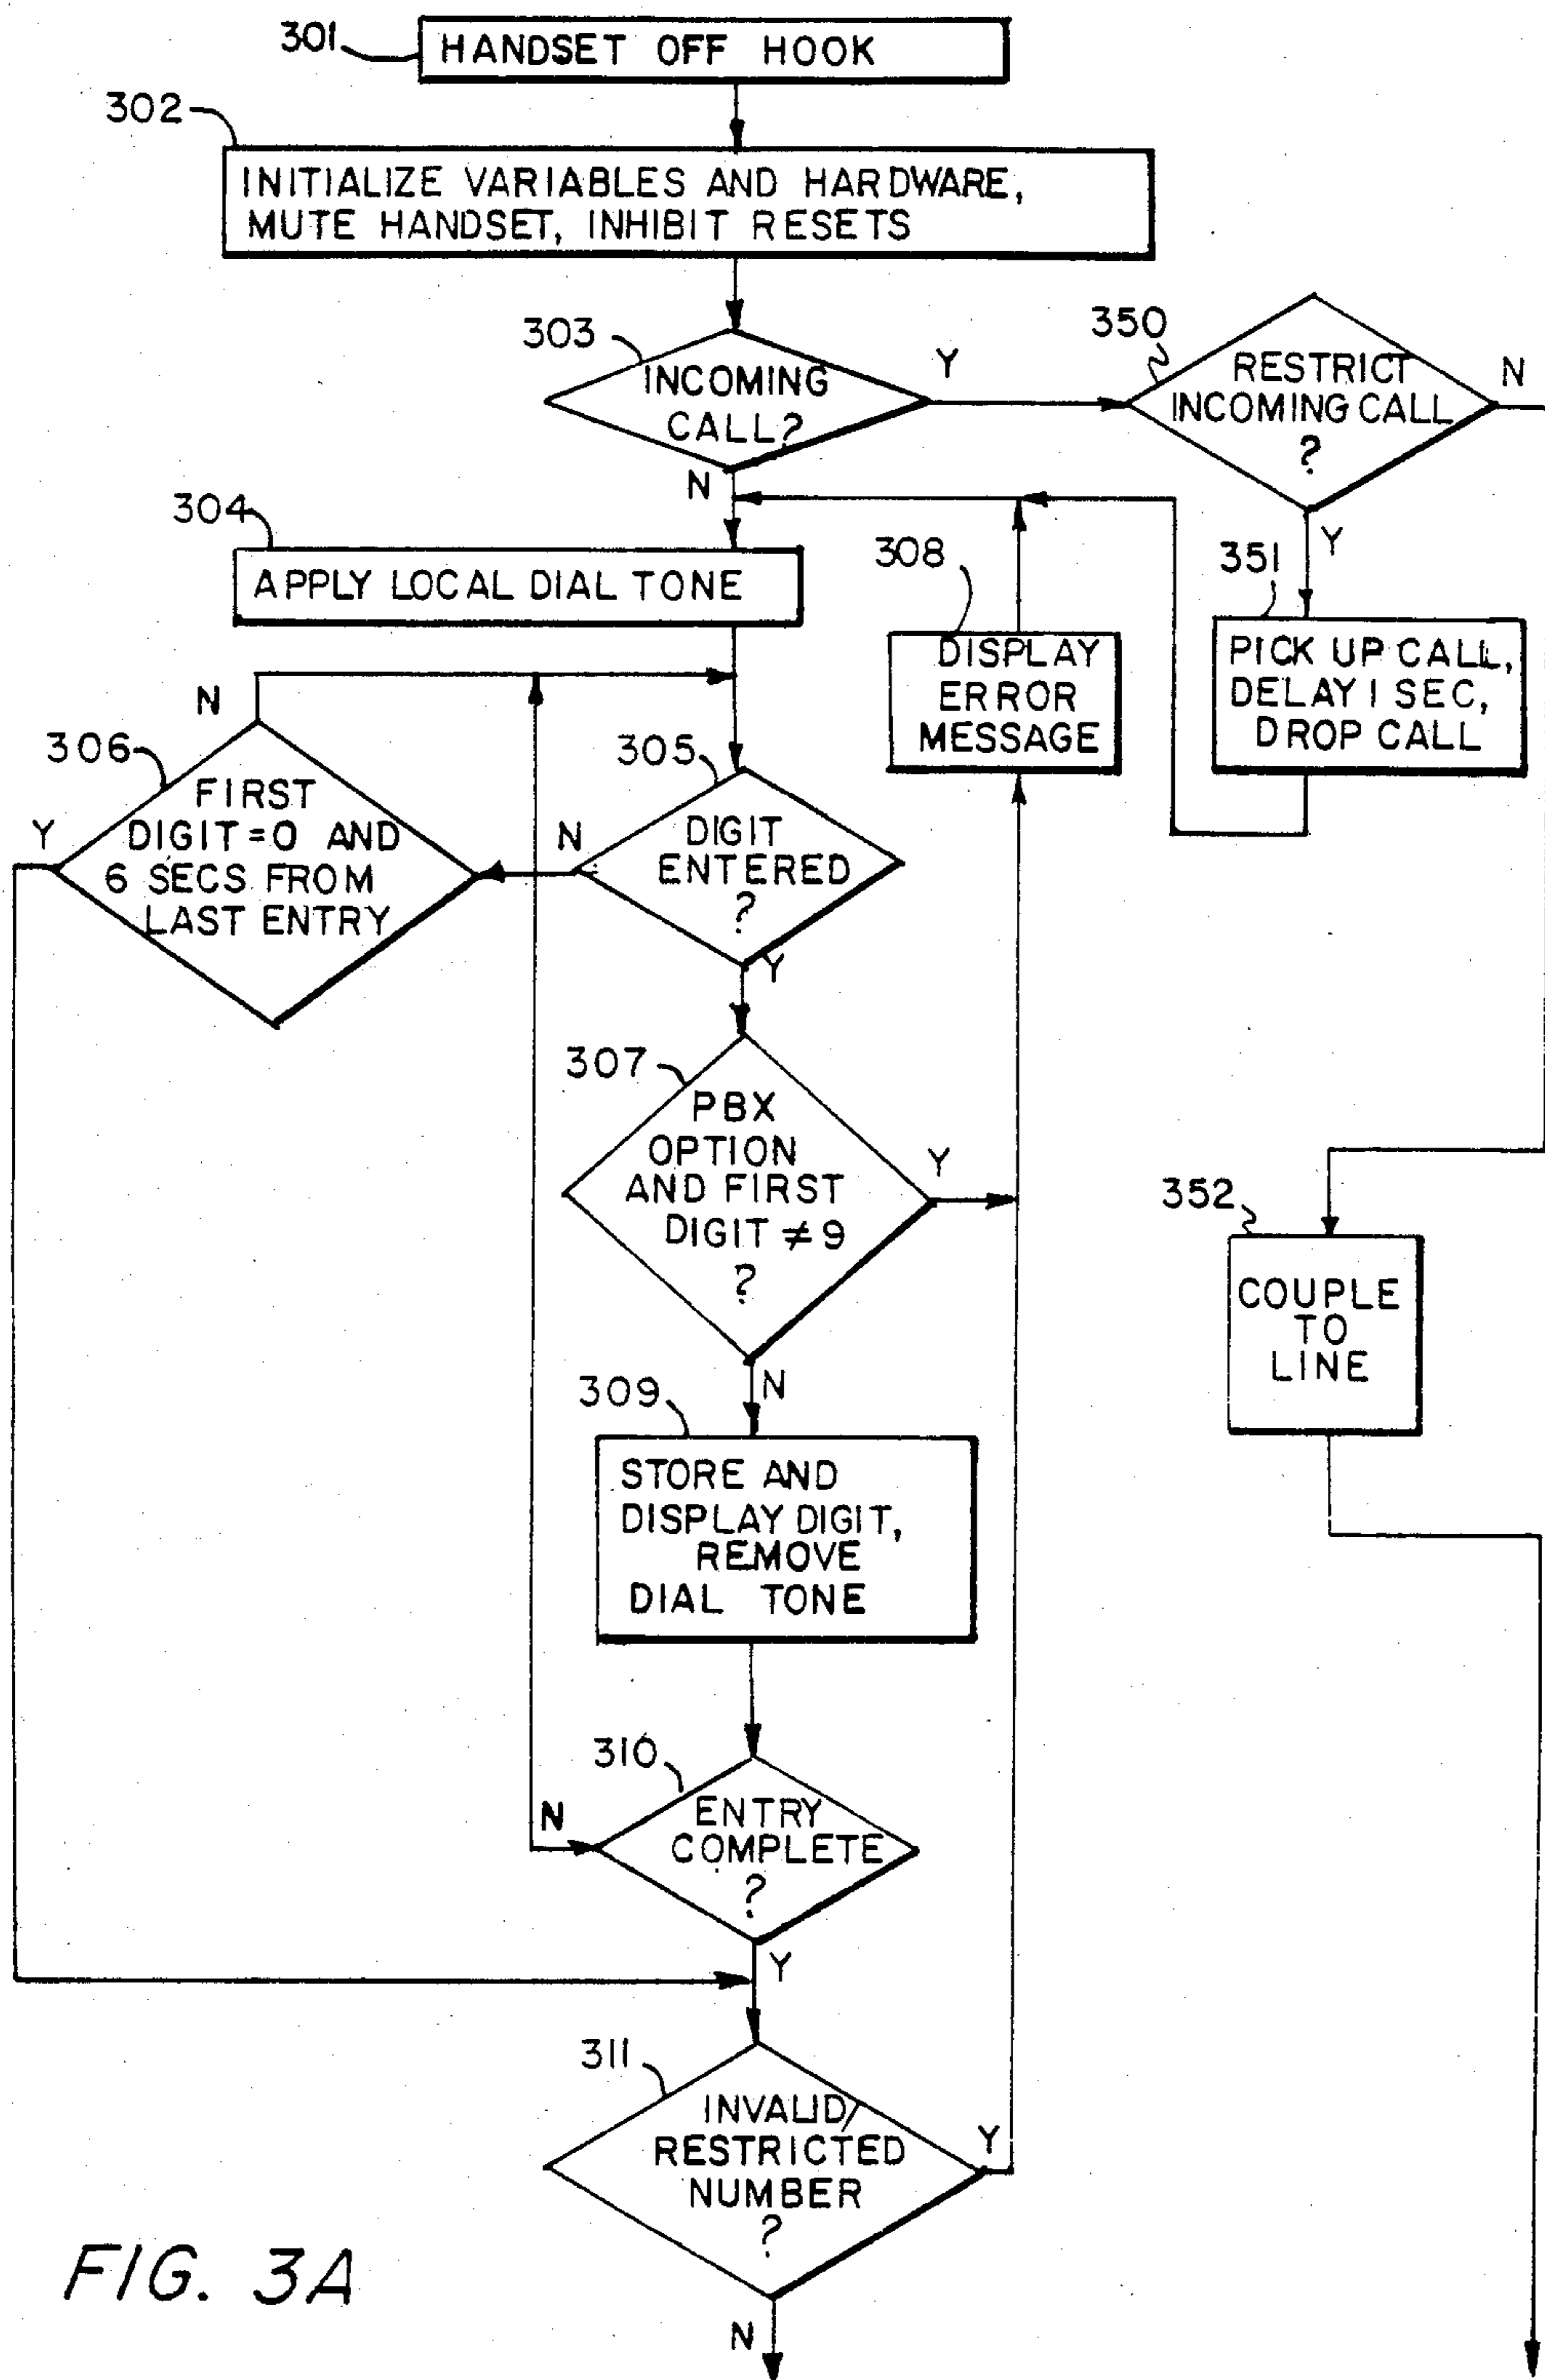 301
HANDSET OFF HOOK
302
INITIALIZE VARIABLES AND HARDWARE,
MUTE HANDSET, INHIBIT RESETS
303
INCOMING
CALL?
Y
N
350
RESTRICT
INCOMING CALL
?
N
Y
304
APPLY LOCAL DIAL TONE
308
DISPLAY
ERROR
MESSAGE
351
PICK UP CALL,
DELAY 1 SEC,
DROP CALL
306
FIRST
DIGIT=0 AND
6 SECS FROM
LAST ENTRY
N
Y
305
DIGIT
ENTERED
?
N
Y
307
PBX
OPTION
AND FIRST
DIGIT ≠ 9
?
Y
N
352
COUPLE
TO
LINE
309
STORE AND
DISPLAY DIGIT,
REMOVE
DIAL TONE
310
ENTRY
COMPLETE
?
N
Y
311
INVALID/
RESTRICTED
NUMBER
?
Y
N
FIG. 3A